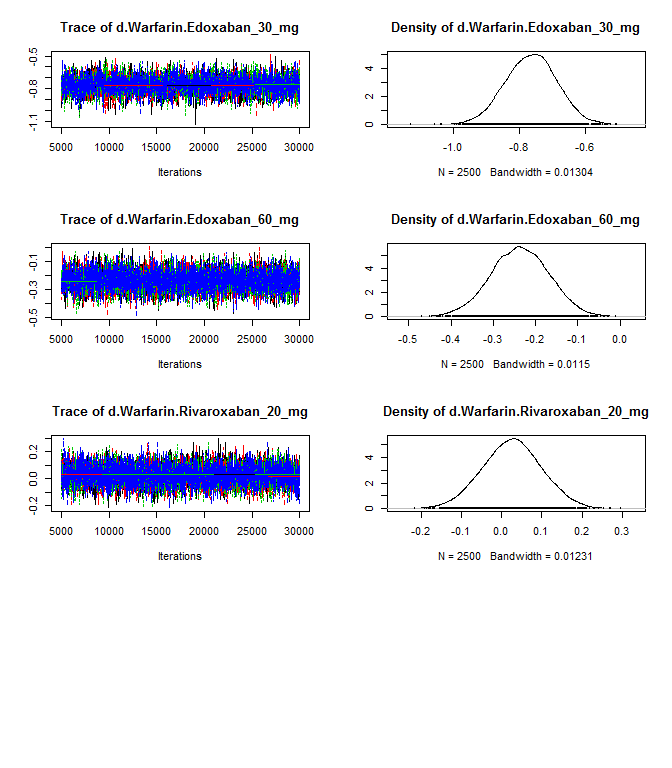 Trace of d.Warfarin.Edoxaban_30_mg
-0.5
-0.8
-1.1
5000 10000 15000 20000 25000 30000
Iterations
Density of d.Warfarin.Edoxaban_30_mg
4
2
0
-1.0 -0.8 -0.6
N = 2500 Bandwidth = 0.01304
Trace of d.Warfarin.Edoxaban_60_mg
-0.1
-0.3
-0.5
5000 10000 15000 20000 25000 30000
Iterations
Density of d.Warfarin.Edoxaban_60_mg
4
2
0
-0.5 -0.4 -0.3 -0.2 -0.1 0.0
N = 2500 Bandwidth = 0.0115
Trace of d.Warfarin.Rivaroxaban_20_mg
0.2
0.0
-0.2
5000 10000 15000 20000 25000 30000
Iterations
Density of d.Warfarin.Rivaroxaban_20_mg
4
2
0
-0.2 -0.1 0.0 0.1 0.2 0.3
N = 2500 Bandwidth = 0.01231